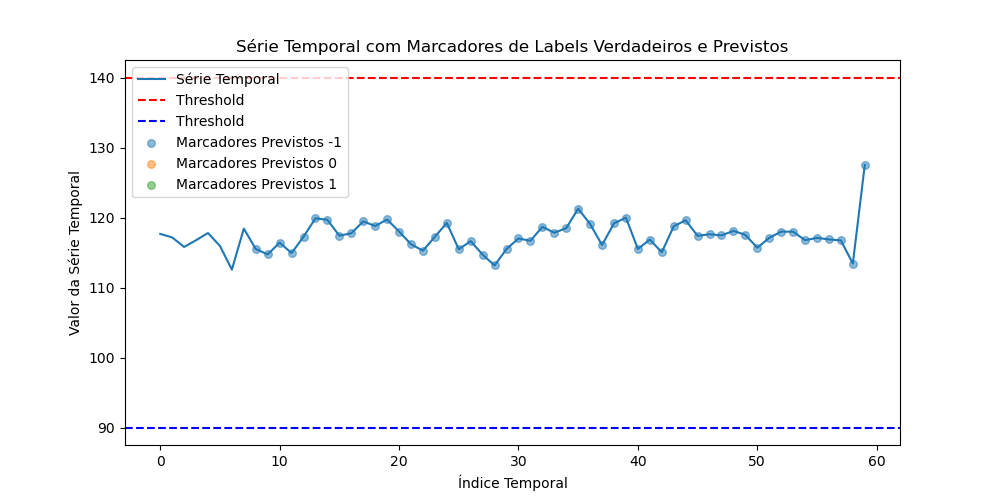 Série Temporal com Marcadores de Labels Verdadeiros e Previstos
Série Temporal
Threshold
Threshold
Marcadores Previstos -1
Marcadores Previstos 0
Marcadores Previstos 1
Valor da Série Temporal
140
130
120
110
100
90
0 10 20 30 40 50 60
Índice Temporal